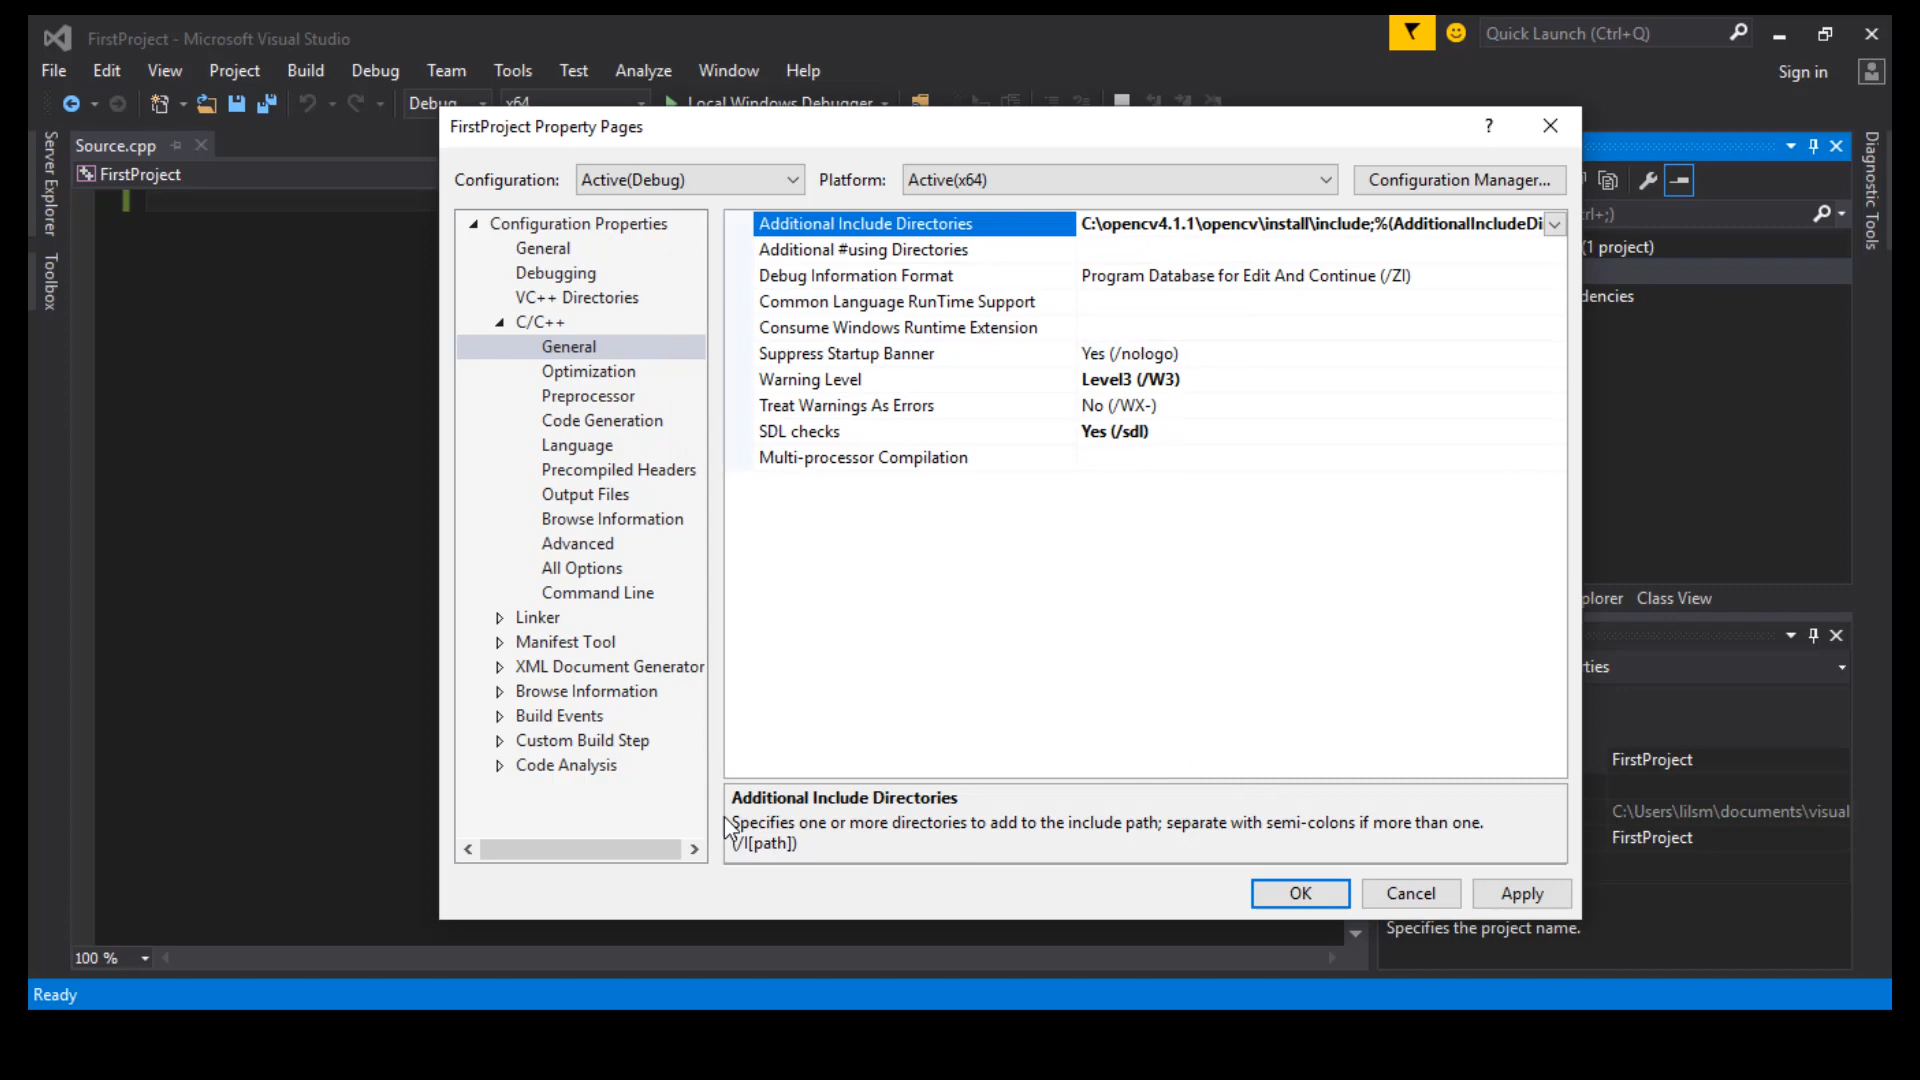 FirstProject - Microsoft Visual Studio
Quick Launch (Ctrl+Q)
File Edit View Project Build Debug Team Tools Test Analyze Window Help
Sign in
Debug x64 Local Windows Debugger
Server Explorer
Toolbox
Source.cpp
FirstProject
FirstProject Property Pages
?
Configuration: Active(Debug) Platform: Active(x64) Configuration Manager...
Configuration Properties
General
Debugging
VC++ Directories
C/C++
General
Optimization
Preprocessor
Code Generation
Language
Precompiled Headers
Output Files
Browse Information
Advanced
All Options
Command Line
Linker
Manifest Tool
XML Document Generator
Browse Information
Build Events
Custom Build Step
Code Analysis
Additional Include Directories C:\opencv4.1.1\opencv\install\include;%(AdditionalIncludeDi
Additional #using Directories
Debug Information Format Program Database for Edit And Continue (/ZI)
Common Language RunTime Support
Consume Windows Runtime Extension
Suppress Startup Banner Yes (/nologo)
Warning Level Level3 (/W3)
Treat Warnings As Errors No (/WX-)
SDL checks Yes (/sdl)
Multi-processor Compilation
Additional Include Directories
Specifies one or more directories to add to the include path; separate with semi-colons if more than one.
(/I[path])
OK Cancel Apply
Diagnostic Tools
rl+;)
(1 project)
dencies
plorer Class View
ties
FirstProject
C:\Users\lilsm\documents\visual
FirstProject
Specifies the project name.
100 %
Ready